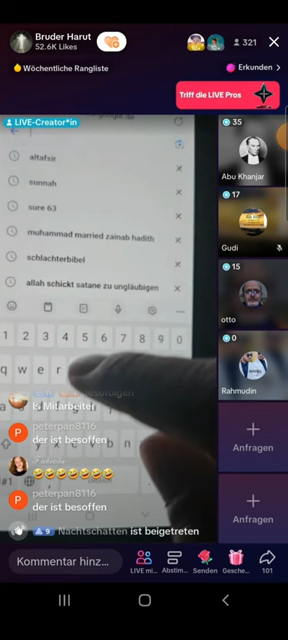 Bruder Harut
52.6K Likes
321
Wöchentliche Rangliste
Erkunden
Triff die LIVE Pros
LIVE-Creator*in
35
altafsir
sunnah
sure 63
muhammad married zainab hadith
schlachterbibel
allah schickt satane zu ungläubigen
Abu Khanjar
17
Gudi
15
otto
0
Rahmudin
1 2 3 4 5 6 7 8 9 0
q w e r
v b n
!#1
IS Mitarbeiter
peterpan8116
der ist besoffen
🤣🤣🤣🤣🤣🤣🤣
peterpan8116
der ist besoffen
9 Nachtschatten ist beigetreten
Anfragen
Anfragen
Kommentar hinz...
LIVE mi...
Abstim...
Senden
Gesche...
101